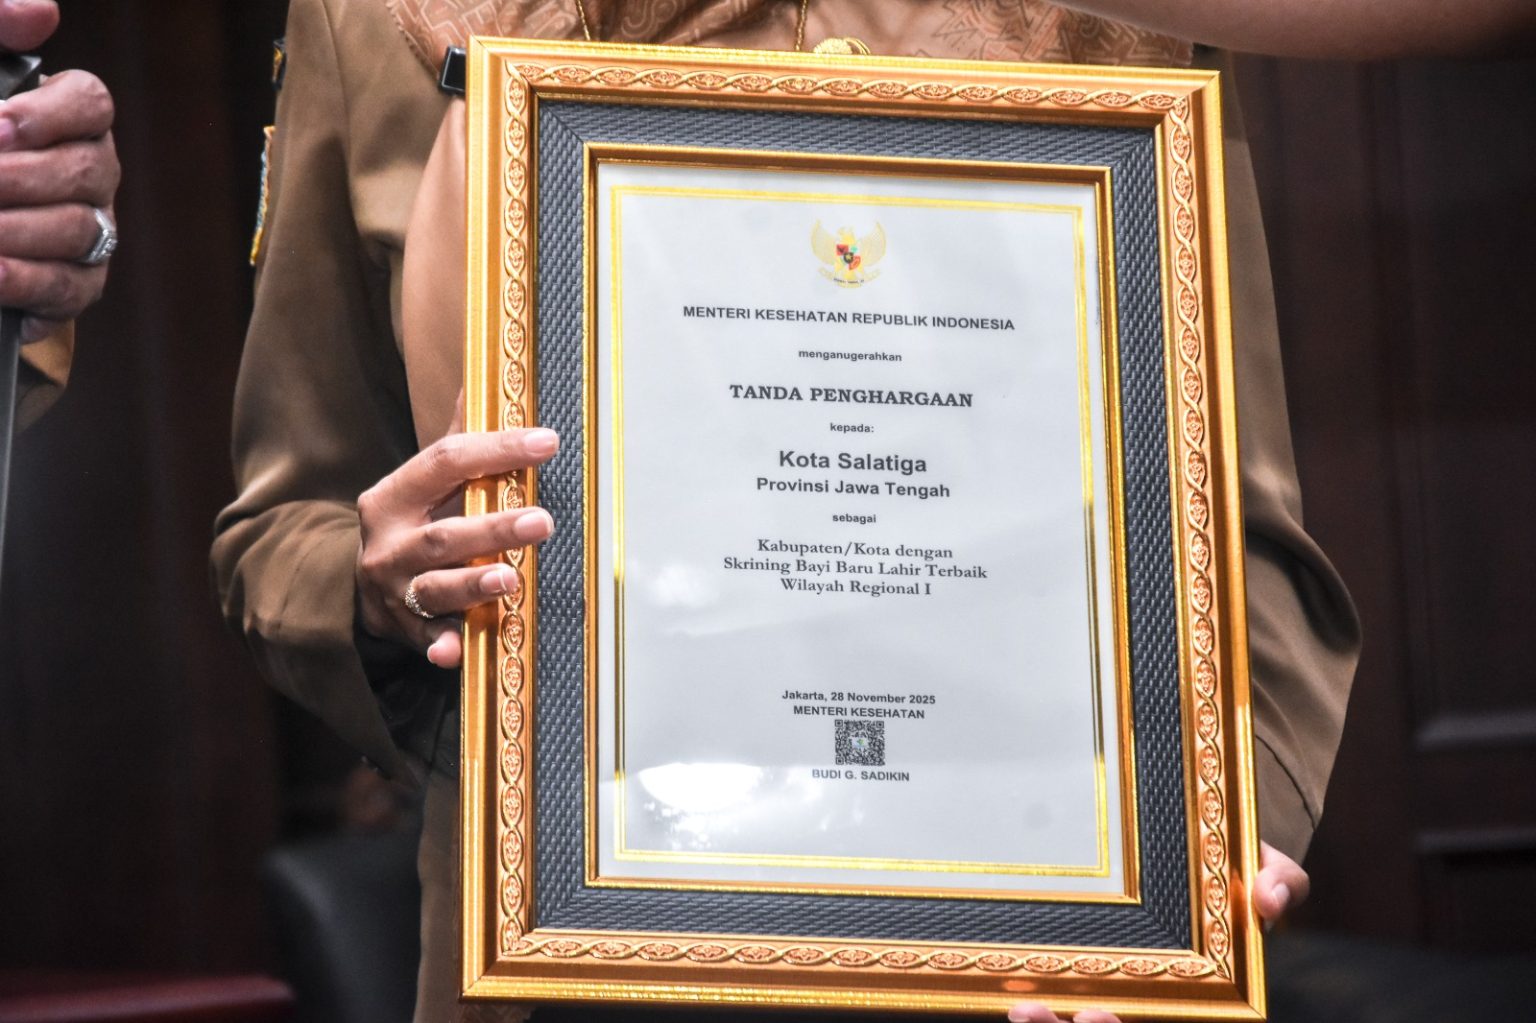 MENTERI KESEHATAN REPUBLIK INDONESIA
menganugerahkan
TANDA PENGHARGAAN
kepada:
Kota Salatiga
Provinsi Jawa Tengah
sebagai
Kabupaten/Kota dengan
Skrining Bayi Baru Lahir Terbaik
Wilayah Regional I
Jakarta, 28 November 2025
MENTERI KESEHATAN
BUDI G. SADIKIN